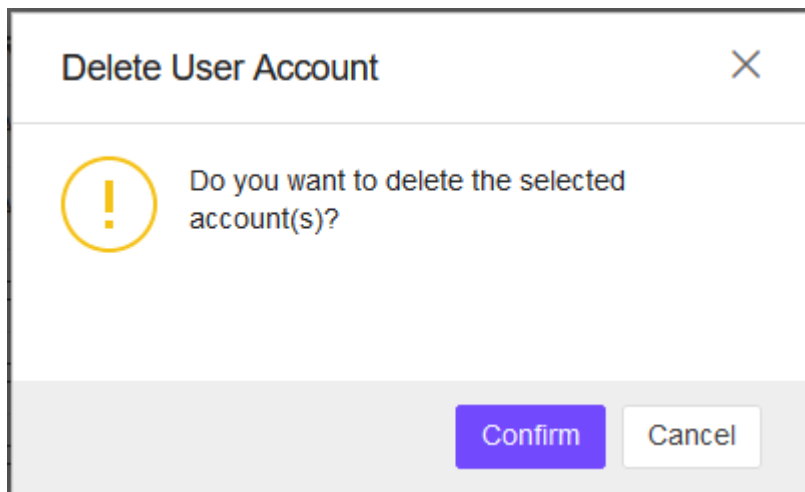 Delete User Account
Do you want to delete the selected
account(s)?
Confirm
Cancel